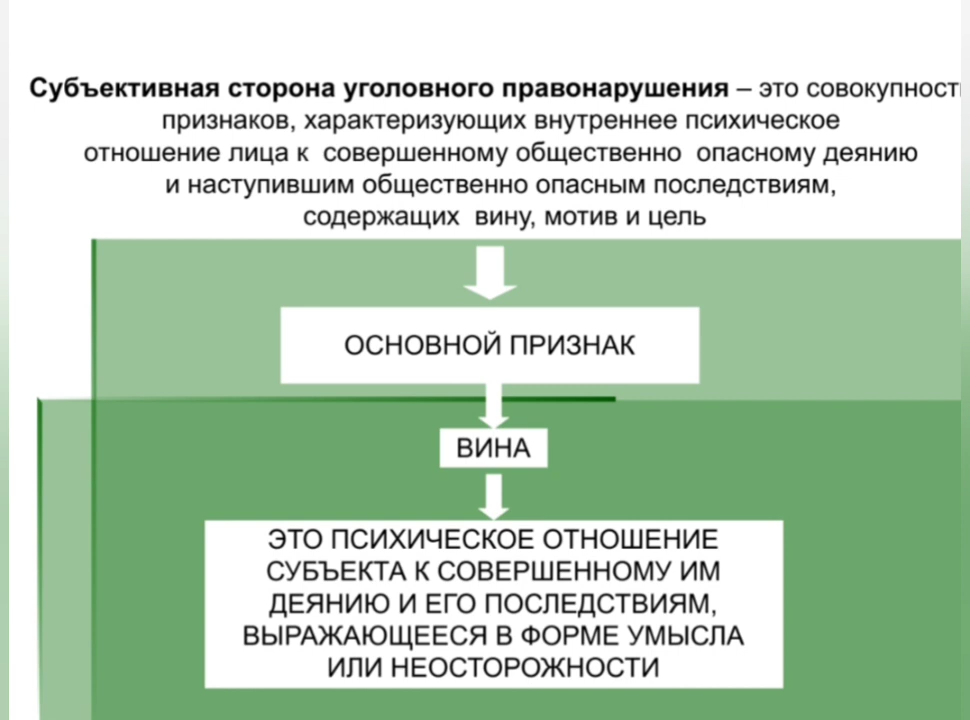 Субъективная сторона уголовного правонарушения – это совокупност
признаков, характеризующих внутреннее психическое
отношение лица к совершенному общественно опасному деянию
и наступившим общественно опасным последствиям,
содержащих вину, мотив и цель
ОСНОВНОЙ ПРИЗНАК
ВИНА
ЭТО ПСИХИЧЕСКОЕ ОТНОШЕНИЕ
СУБЪЕКТА К СОВЕРШЕННОМУ ИМ
ДЕЯНИЮ И ЕГО ПОСЛЕДСТВИЯМ,
ВЫРАЖАЮЩЕЕСЯ В ФОРМЕ УМЫСЛА
ИЛИ НЕОСТОРОЖНОСТИ